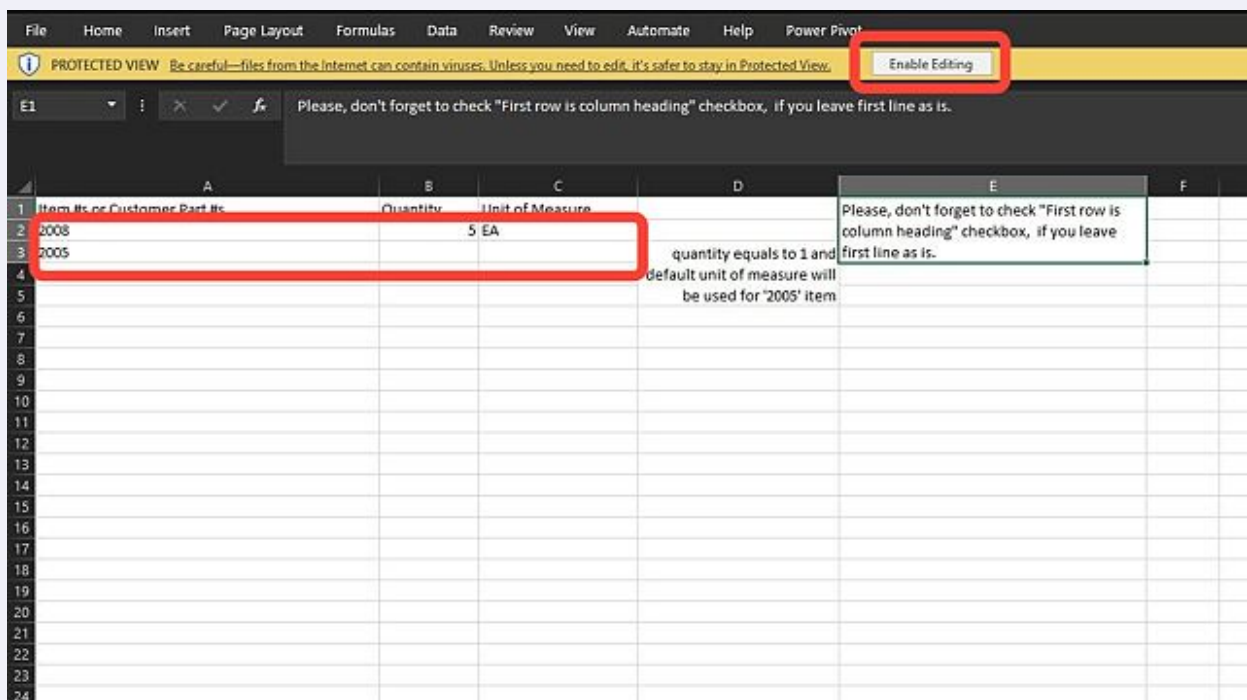 File Home Insert Page Layout Formulas Data Review View Automate Help Power Pivot
PROTECTED VIEW Be careful—files from the Internet can contain viruses. Unless you need to edit, it's safer to stay in Protected View. Enable Editing
E1 fx Please, don't forget to check "First row is column heading" checkbox, if you leave first line as is.
A B C D E F
1 Item #s or Customer Part #s Quantity Unit of Measure
Please, don't forget to check "First row is
2 2008 5 EA column heading" checkbox, if you leave
3 2005 quantity equals to 1 and first line as is.
4 default unit of measure will
5 be used for '2005' item
6
7
8
9
10
11
12
13
14
15
16
17
18
19
20
21
22
23
24